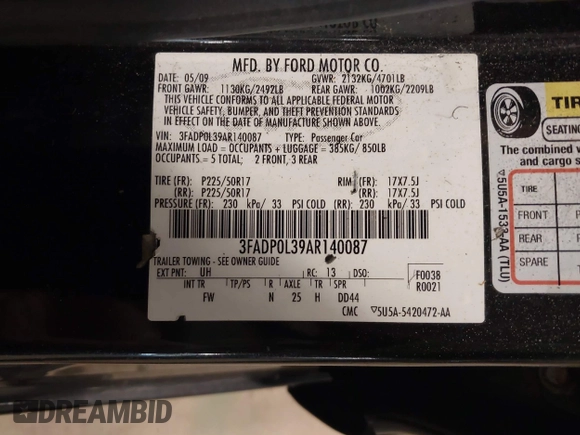 MFD. BY FORD MOTOR CO.
DATE: 05/09 GVWR: 2132KG/4701LB
FRONT GAWR: 1130KG/2492LB REAR GAWR: 1002KG/2209LB
THIS VEHICLE CONFORMS TO ALL APPLICABLE FEDERAL MOTOR
VEHICLE SAFETY, BUMPER, AND THEFT PREVENTION STANDARDS
IN EFFECT ON THE DATE OF MANUFACTURE SHOWN ABOVE.
VIN: 3FADP0L39AR140087 TYPE: Passenger Car
MAXIMUM LOAD = OCCUPANTS + LUGGAGE = 385KG/ 850LB
OCCUPANTS = 5 TOTAL; 2 FRONT, 3 REAR
TIRE (FR): P225/50R17 RIM (FR): 17X7.5J
(RR): P225/50R17 (RR): 17X7.5J
PRESSURE (FR): 230 kPa/ 33 PSI COLD (RR): 230 kPa/ 33 PSI COLD
3FADP0L39AR140087
TRAILER TOWING - SEE OWNER GUIDE
EXT PNT: UH RC: 13 DSO: F003B
R0021
INT TR TP/PS R AXLE TR
FW N 25 H DD44
CMC ▽5U5A-5420472-AA
▽5U5A-1533-AA (TLU)
TIR
SEATING
The combined
and cargo s
TIRE
FRONT P
REAR P
SPARE T
DREAMBID